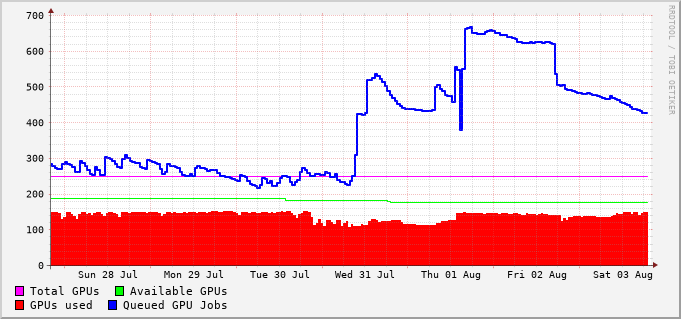 700
600
500
400
300
200
100
0
Sun 28 Jul Mon 29 Jul Tue 30 Jul Wed 31 Jul Thu 01 Aug Fri 02 Aug Sat 03 Aug
Total GPUs Available GPUs
GPUs used Queued GPU Jobs
RRDTOOL / TOBI OETIKER